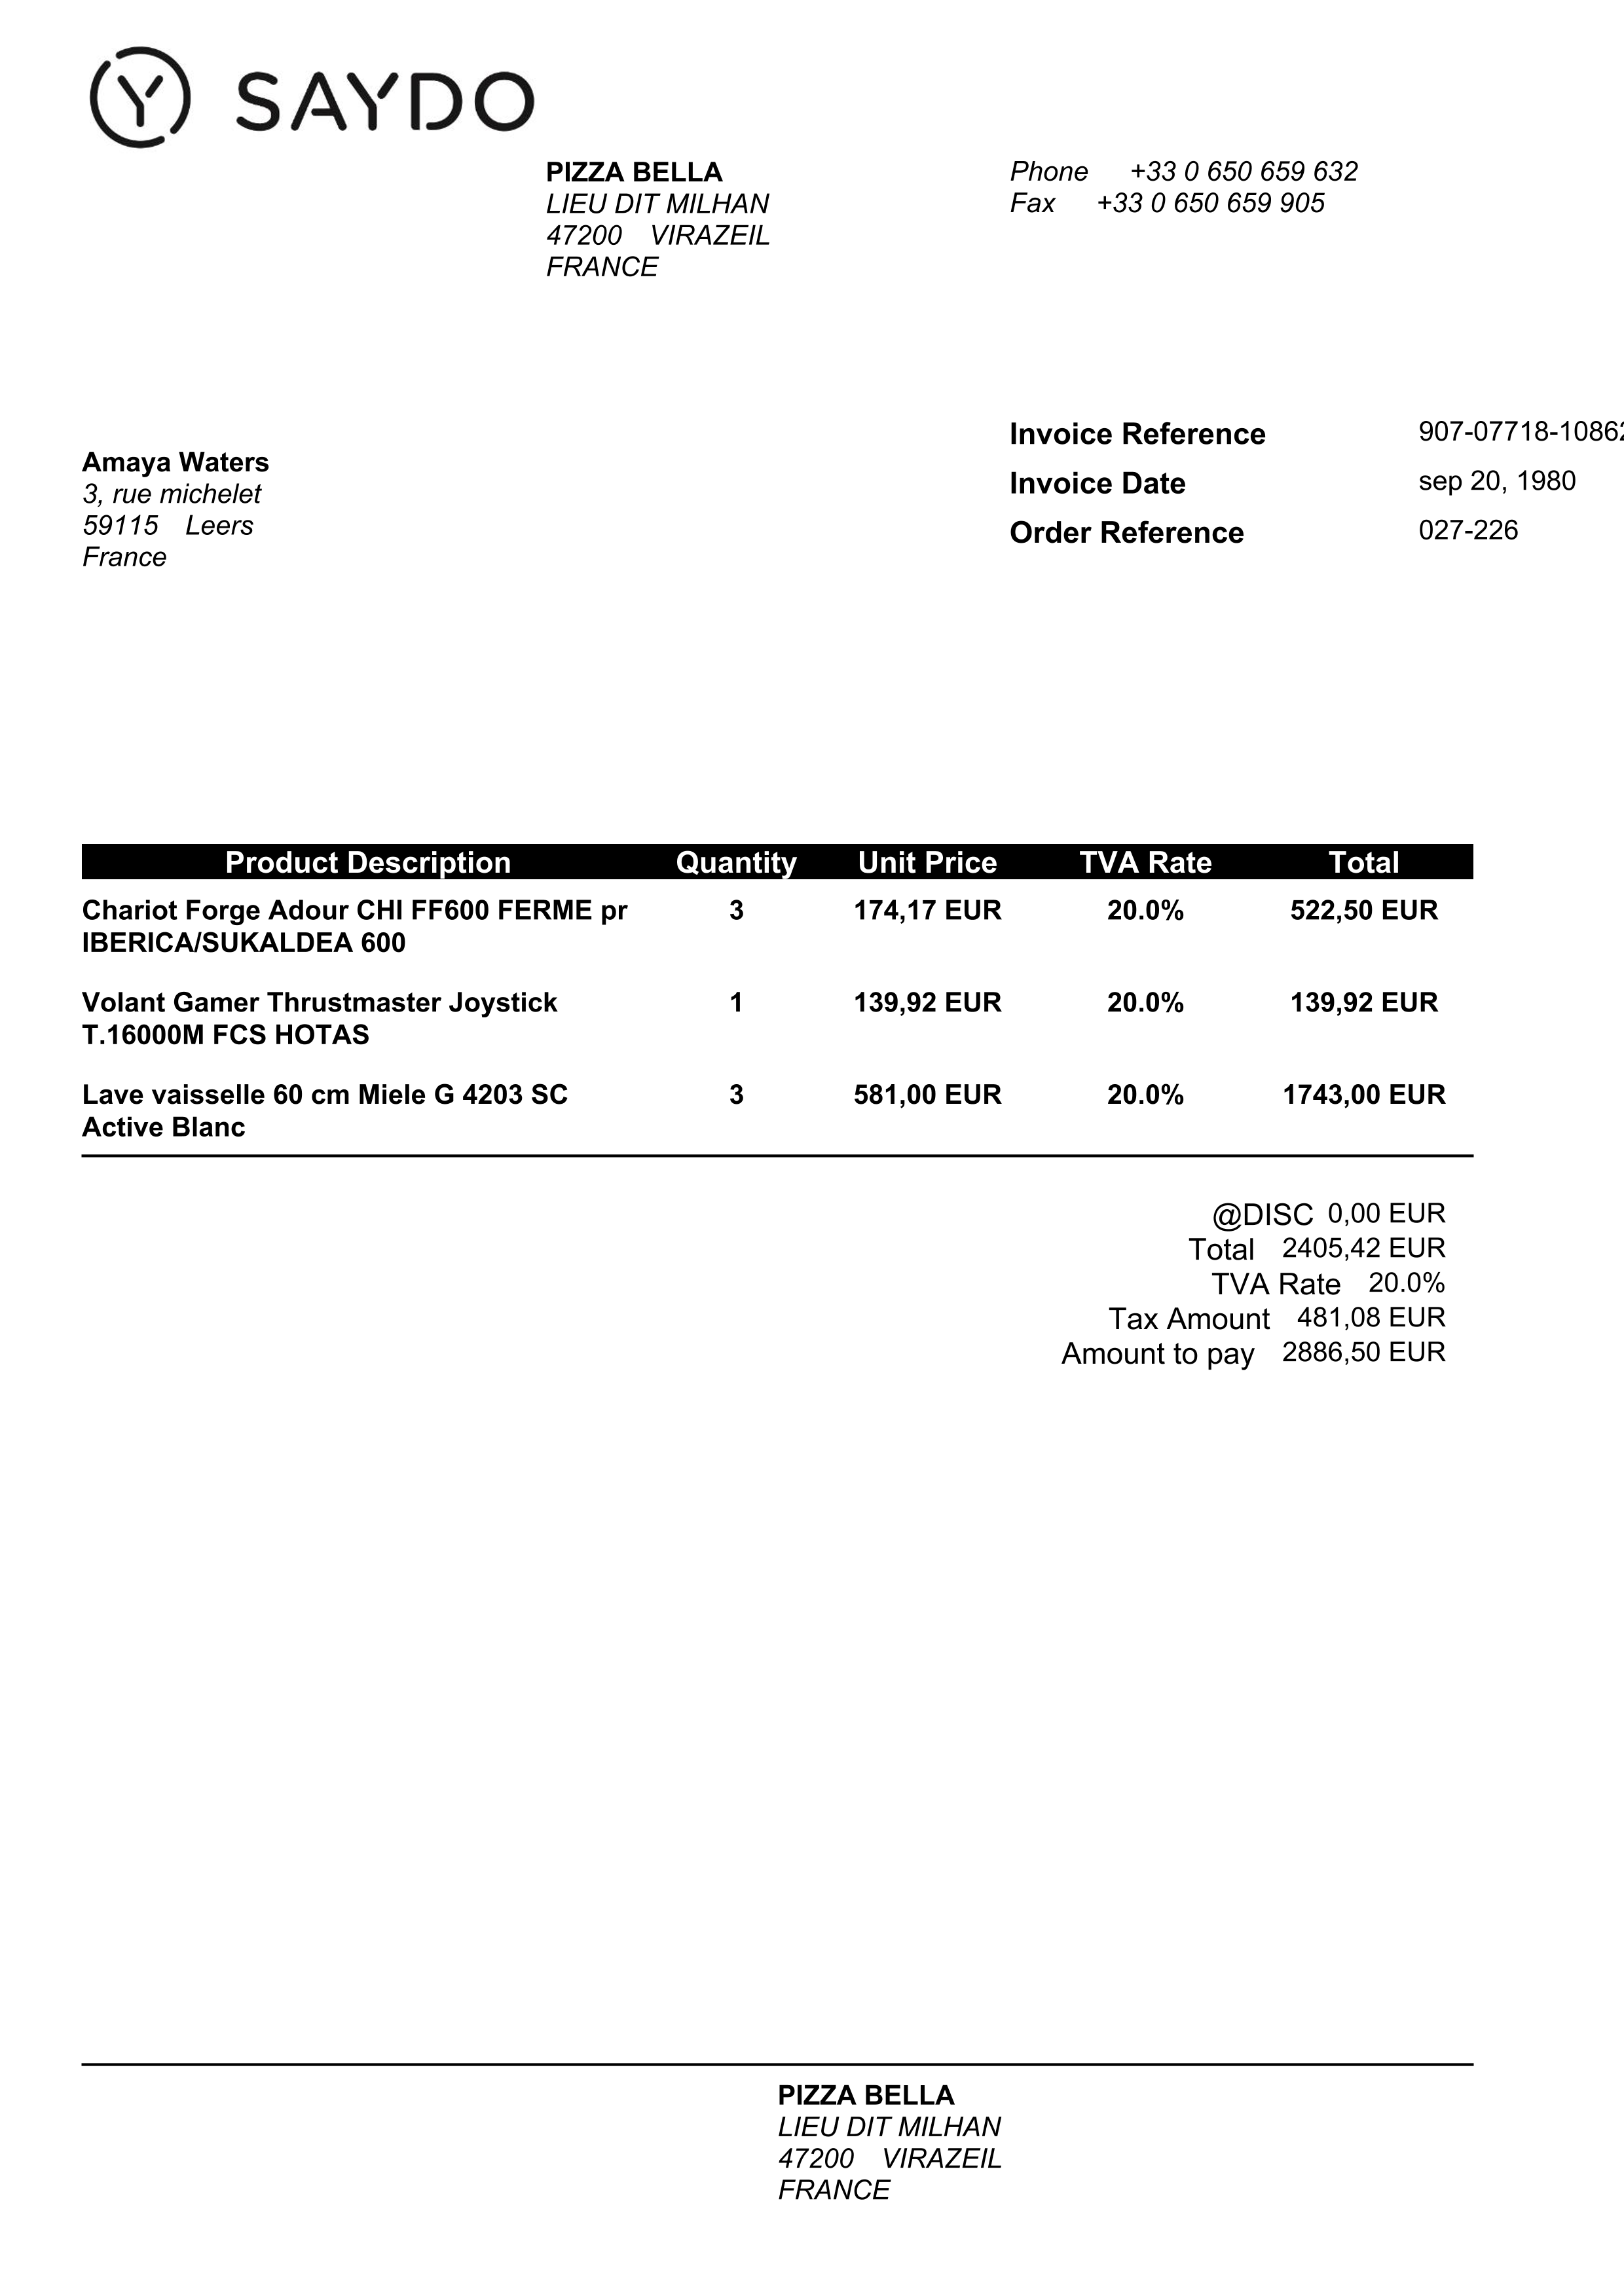 SAYDO
PIZZA BELLA
LIEU DIT MILHAN
47200 VIRAZEIL
FRANCE
Phone +33 0 650 659 632
Fax +33 0 650 659 905
Amaya Waters
3, rue michelet
59115 Leers
France
Invoice Reference 907-07718-10862
Invoice Date sep 20, 1980
Order Reference 027-226
Product Description Quantity Unit Price TVA Rate Total
Chariot Forge Adour CHI FF600 FERME pr 3 174,17 EUR 20.0% 522,50 EUR
IBERICA/SUKALDEA 600
Volant Gamer Thrustmaster Joystick 1 139,92 EUR 20.0% 139,92 EUR
T.16000M FCS HOTAS
Lave vaisselle 60 cm Miele G 4203 SC 3 581,00 EUR 20.0% 1743,00 EUR
Active Blanc
@DISC 0,00 EUR
Total 2405,42 EUR
TVA Rate 20.0%
Tax Amount 481,08 EUR
Amount to pay 2886,50 EUR
PIZZA BELLA
LIEU DIT MILHAN
47200 VIRAZEIL
FRANCE